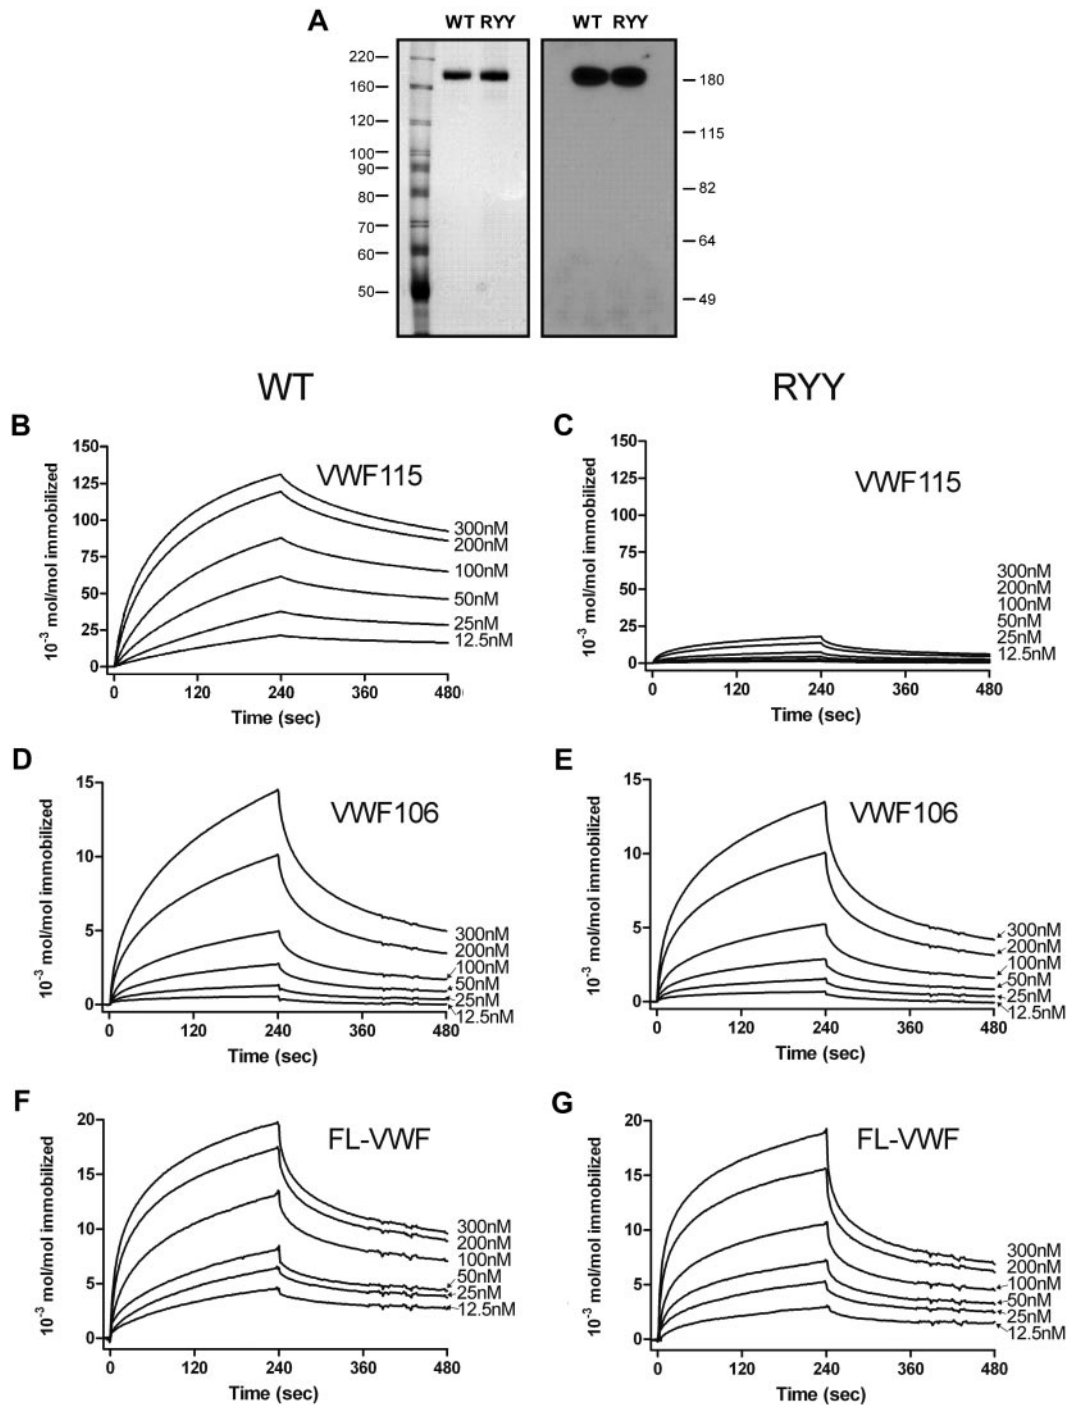 A
WT RYY
WT RYY
220
160
120
100
90
80
70
60
50
180
115
82
64
49
WT
RYY
B
10⁻³ mol/mol immobilized
150
125
100
75
50
25
0
VWF115
300nM
200nM
100nM
50nM
25nM
12.5nM
0 120 240 360 480
Time (sec)
C
10⁻³ mol/mol immobilized
150
125
100
75
50
25
0
VWF115
300nM
200nM
100nM
50nM
25nM
12.5nM
0 120 240 360 480
Time (sec)
D
10⁻³ mol/mol immobilized
15
10
5
0
VWF106
300nM
200nM
100nM
50nM
25nM
12.5nM
0 120 240 360 480
Time (sec)
E
10⁻³ mol/mol immobilized
15
10
5
0
VWF106
300nM
200nM
100nM
50nM
25nM
12.5nM
0 120 240 360 480
Time (sec)
F
10⁻³ mol/mol immobilized
20
15
10
5
0
FL-VWF
300nM
200nM
100nM
50nM
25nM
12.5nM
0 120 240 360 480
Time (sec)
G
10⁻³ mol/mol immobilized
20
15
10
5
0
FL-VWF
300nM
200nM
100nM
50nM
25nM
12.5nM
0 120 240 360 480
Time (sec)